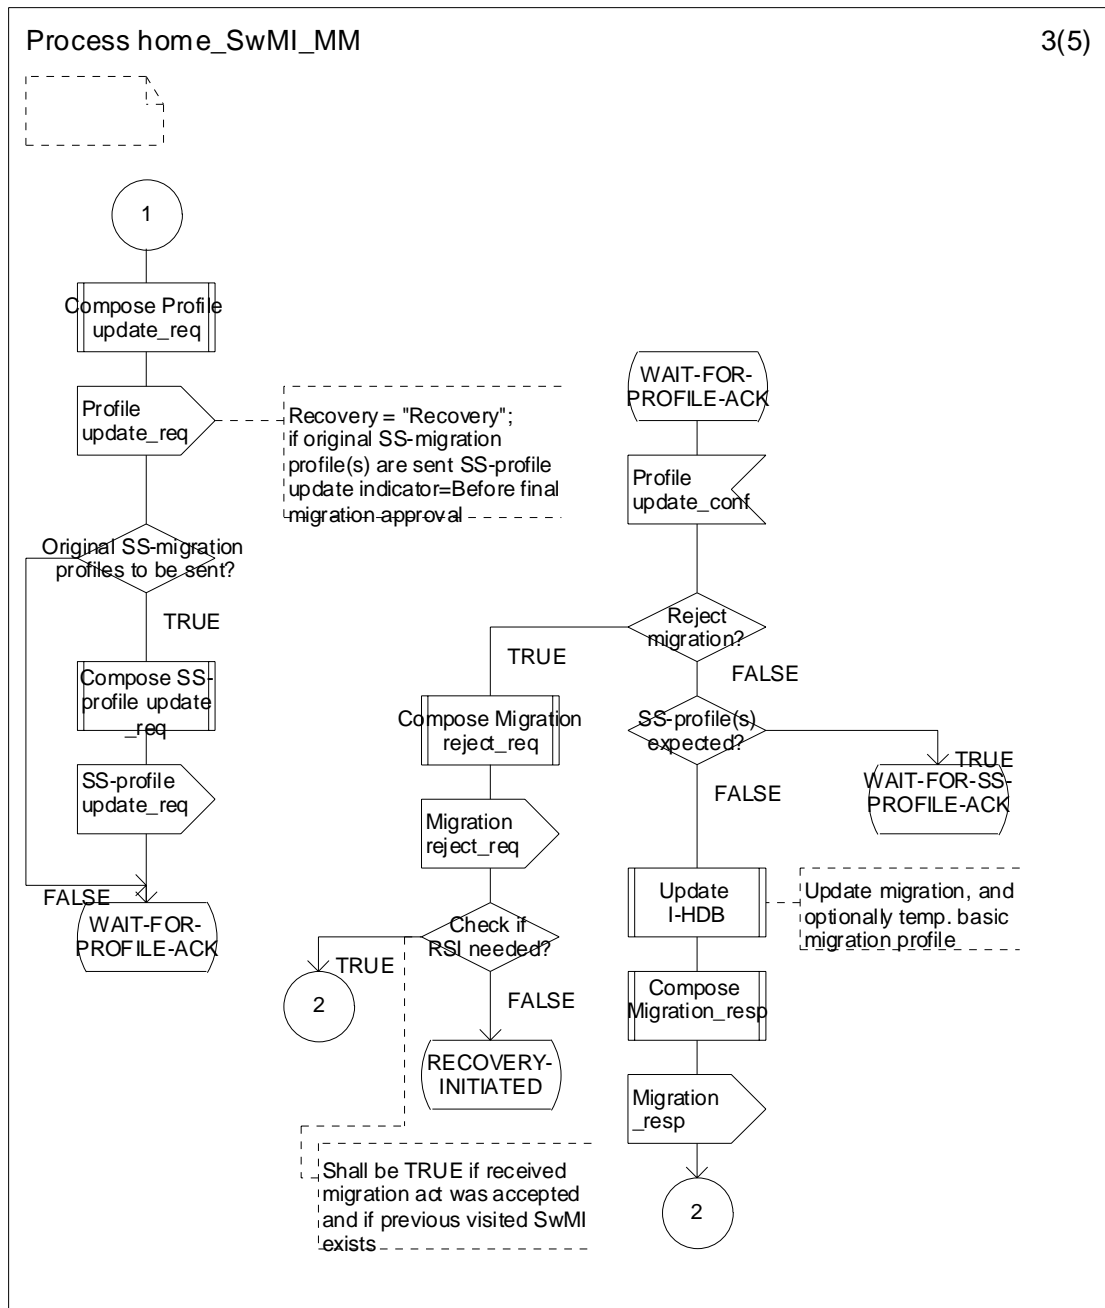 Process home_SwMI_MM
3(5)
1
Compose Profile
update_req
Profile
update_req
Recovery = "Recovery";
if original SS-migration
profile(s) are sent SS-profile
update indicator=Before final
migration approval
Original SS-migration
profiles to be sent?
TRUE
Compose SS-
profile update
_req
SS-profile
update_req
FALSE
WAIT-FOR-
PROFILE-ACK
WAIT-FOR-
PROFILE-ACK
Profile
update_conf
Reject
migration?
TRUE
FALSE
Compose Migration
reject_req
SS-profile(s)
expected?
TRUE
WAIT-FOR-SS-
PROFILE-ACK
FALSE
Migration
reject_req
Update
I-HDB
Update migration, and
optionally temp. basic
migration profile
Check if
RSI needed?
TRUE
2
FALSE
RECOVERY-
INITIATED
Compose
Migration_resp
Migration
_resp
2
Shall be TRUE if received
migration act was accepted
and if previous visited SwMI
exists